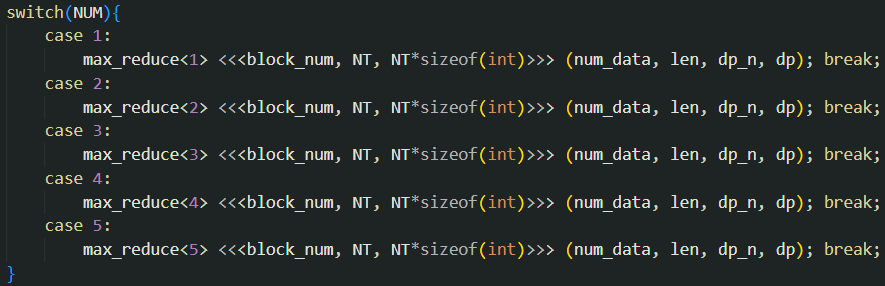 switch(NUM){
    case 1:
        max_reduce<1> <<<block_num, NT, NT*sizeof(int)>>> (num_data, len, dp_n, dp); break;
    case 2:
        max_reduce<2> <<<block_num, NT, NT*sizeof(int)>>> (num_data, len, dp_n, dp); break;
    case 3:
        max_reduce<3> <<<block_num, NT, NT*sizeof(int)>>> (num_data, len, dp_n, dp); break;
    case 4:
        max_reduce<4> <<<block_num, NT, NT*sizeof(int)>>> (num_data, len, dp_n, dp); break;
    case 5:
        max_reduce<5> <<<block_num, NT, NT*sizeof(int)>>> (num_data, len, dp_n, dp); break;
}